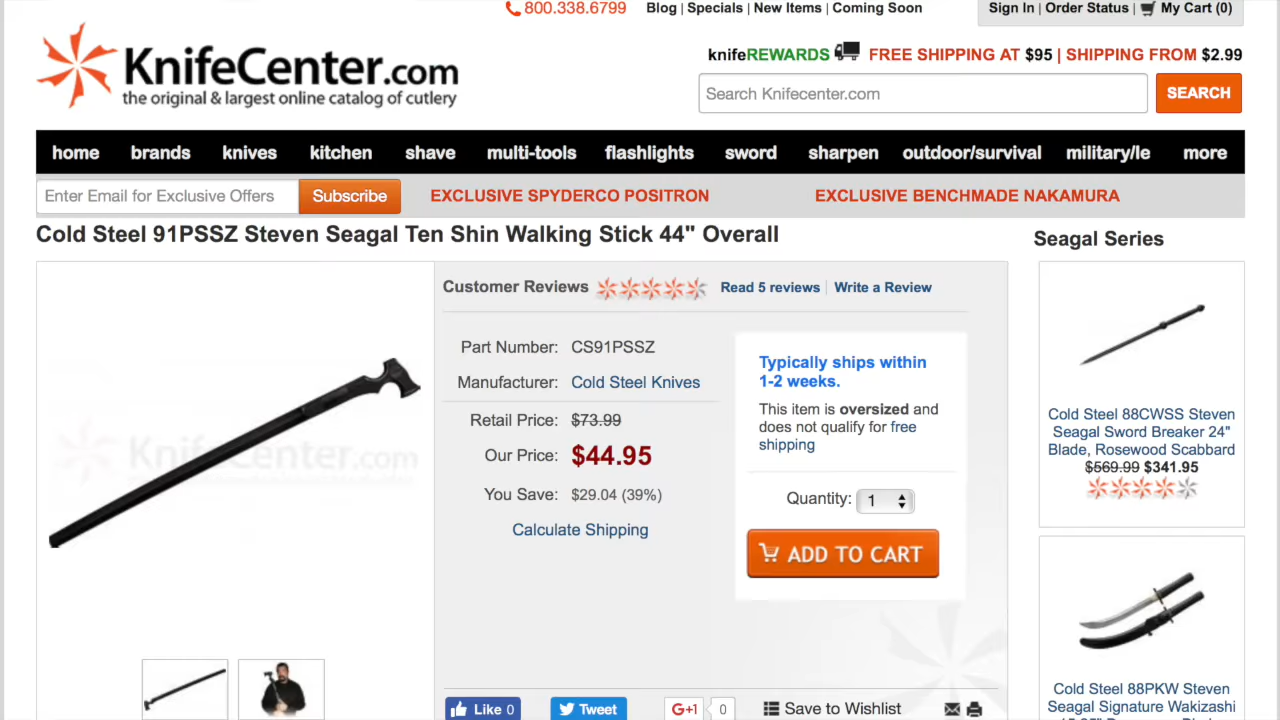 800.338.6799 Blog | Specials | New Items | Coming Soon Sign In | Order Status | My Cart (0)
KnifeCenter.com
the original & largest online catalog of cutlery
knifeREWARDS FREE SHIPPING AT $95 | SHIPPING FROM $2.99
Search Knifecenter.com SEARCH
home brands knives kitchen shave multi-tools flashlights sword sharpen outdoor/survival military/le more
Enter Email for Exclusive Offers Subscribe EXCLUSIVE SPYDERCO POSITRON EXCLUSIVE BENCHMADE NAKAMURA
Cold Steel 91PSSZ Steven Seagal Ten Shin Walking Stick 44" Overall
KnifeCenter.com
Customer Reviews Read 5 reviews | Write a Review
Part Number: CS91PSSZ
Manufacturer: Cold Steel Knives
Retail Price: $73.99
Our Price: $44.95
You Save: $29.04 (39%)
Calculate Shipping
Typically ships within
1-2 weeks.
This item is oversized and
does not qualify for free
shipping
Quantity: 1
ADD TO CART
Like 0 Tweet G+1 0 Save to Wishlist
Seagal Series
Cold Steel 88CWSS Steven
Seagal Sword Breaker 24"
Blade, Rosewood Scabbard
$569.99 $341.95
Cold Steel 88PKW Steven
Seagal Signature Wakizashi